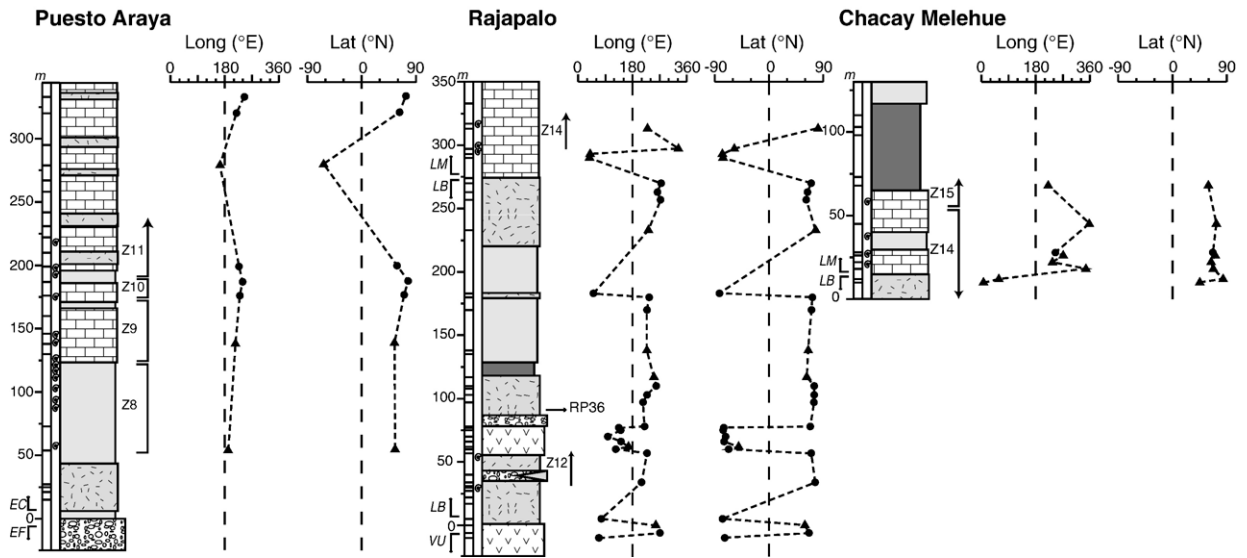 Puesto Araya
Rajapalo
Chacay Melehue
Long (°E)
Lat (°N)
m
0 180 360
-90 0 90
300
250
200
150
100
50
0
Z11
Z10
Z9
Z8
EC
EF
Long (°E)
Lat (°N)
m
0 180 360
-90 0 90
350
300
250
200
150
100
50
0
Z14
LM
LB
RP36
Z12
LB
VU
Long (°E)
Lat (°N)
m
0 180 360
-90 0 90
100
50
0
Z15
Z14
LM
LB